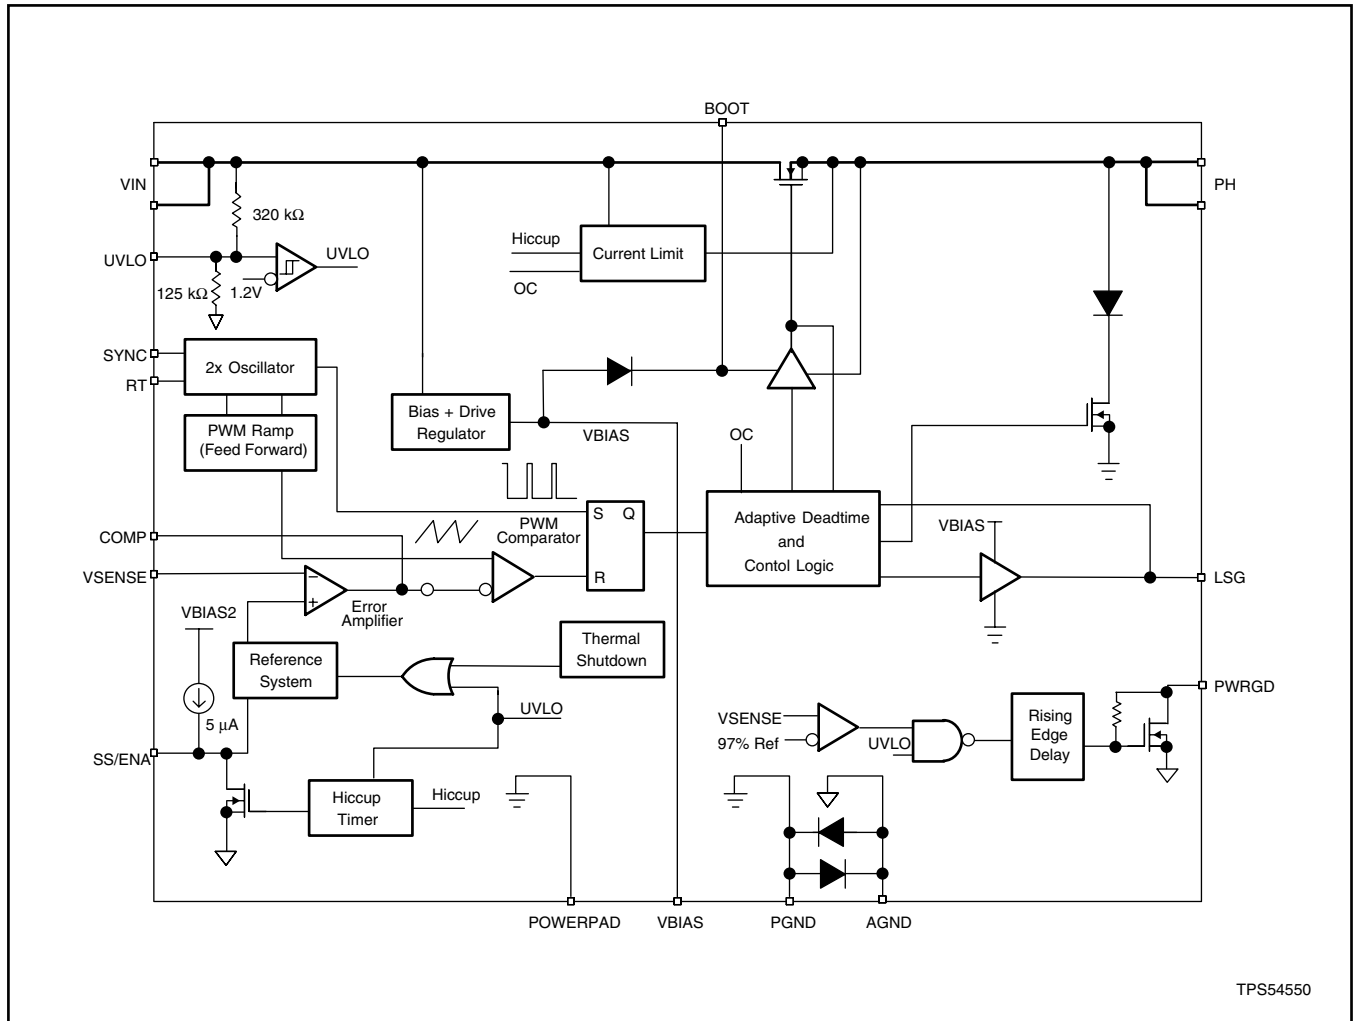 BOOT
VIN
PH
320 kΩ
Hiccup
Current Limit
OC
UVLO
UVLO
125 kΩ
1.2V
SYNC
2x Oscillator
RT
PWM Ramp
(Feed Forward)
Bias + Drive
Regulator
VBIAS
OC
S Q
R
PWM
Comparator
Adaptive Deadtime
and
Contol Logic
VBIAS
COMP
VSENSE
LSG
Error
Amplifier
VBIAS2
Reference
System
Thermal
Shutdown
5 µA
UVLO
SS/ENA
Hiccup
Timer
Hiccup
VSENSE
97% Ref
UVLO
Rising
Edge
Delay
PWRGD
POWERPAD
VBIAS
PGND
AGND
TPS54550